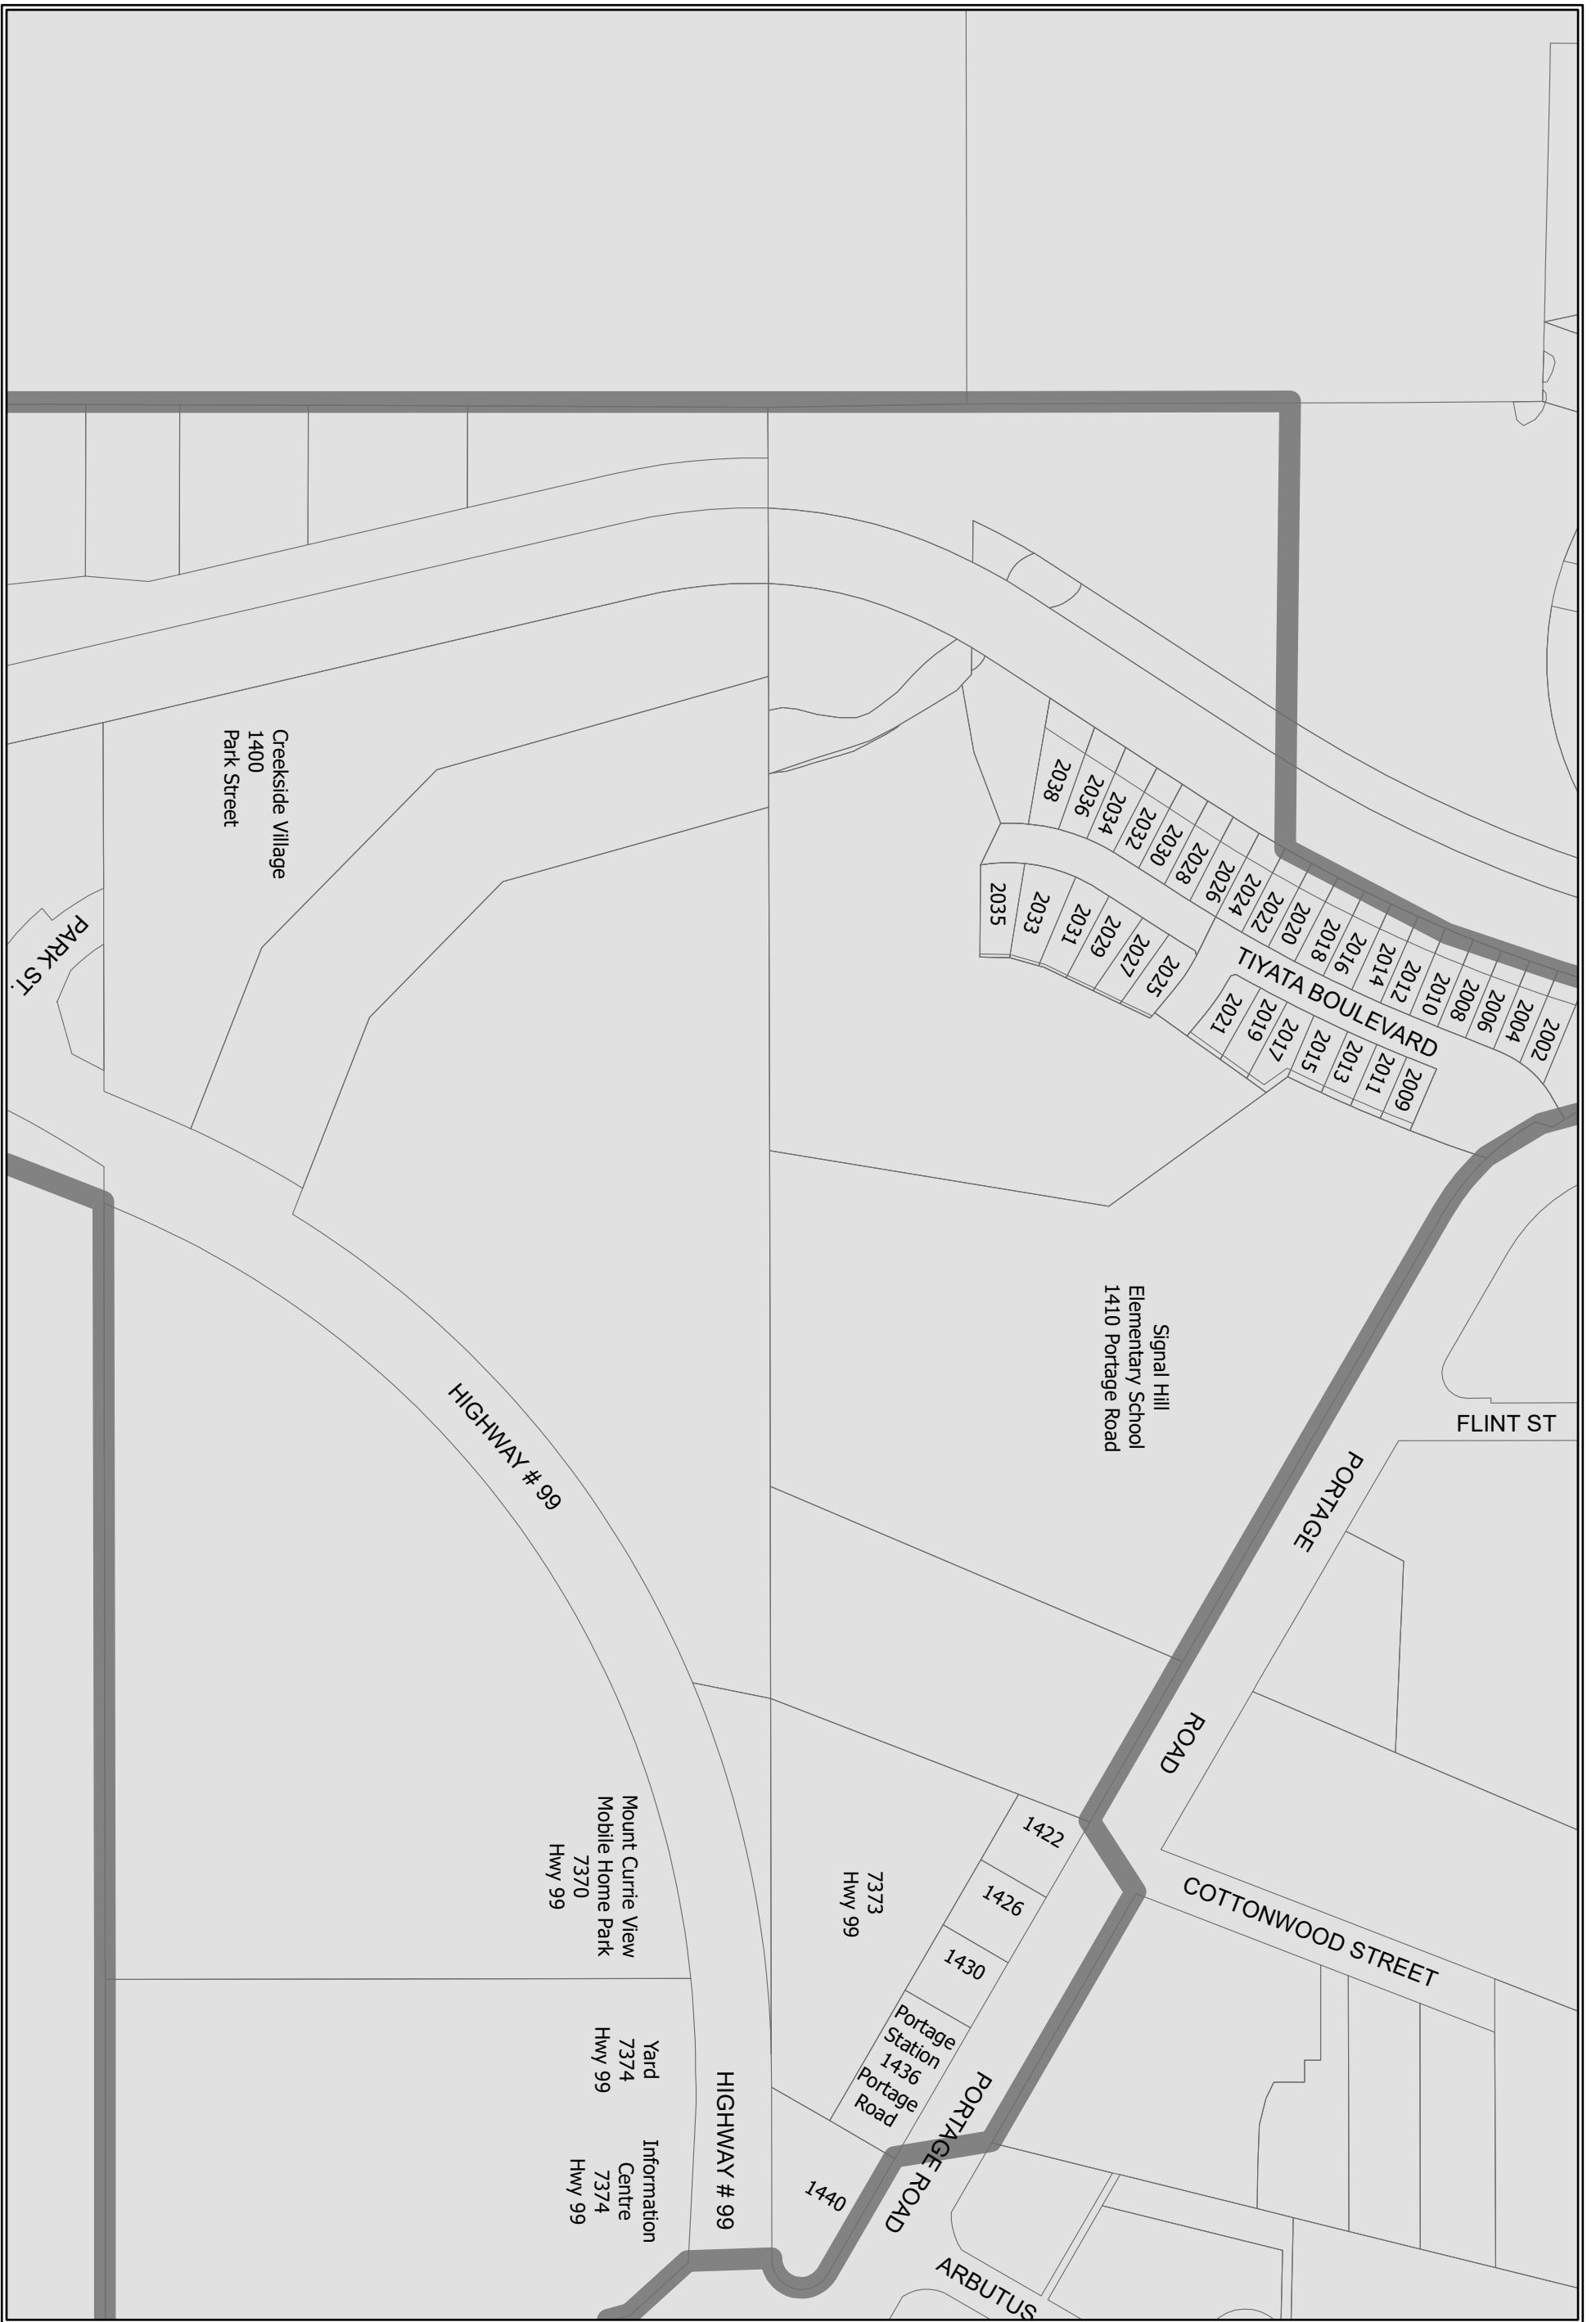 2038
2036
2034
2032
2030
2028
2026
2024
2022
2020
2018
2016
2014
2012
2010
2008
2006
2004
2002
2035
2033
2031
2029
2027
2025
TIYATA BOULEVARD
2021
2019
2017
2015
2013
2011
2009
Creekside Village
1400
Park Street
PARK ST.
Signal Hill
Elementary School
1410 Portage Road
HIGHWAY # 99
FLINT ST
PORTAGE
ROAD
COTTONWOOD STREET
Mount Currie View
Mobile Home Park
7370
Hwy 99
7373
Hwy 99
1422
1426
1430
Portage
Station
1436
Portage
Road
PORTAGE ROAD
Yard
7374
Hwy 99
HIGHWAY # 99
Information
Centre
7374
Hwy 99
1440
ARBUTUS